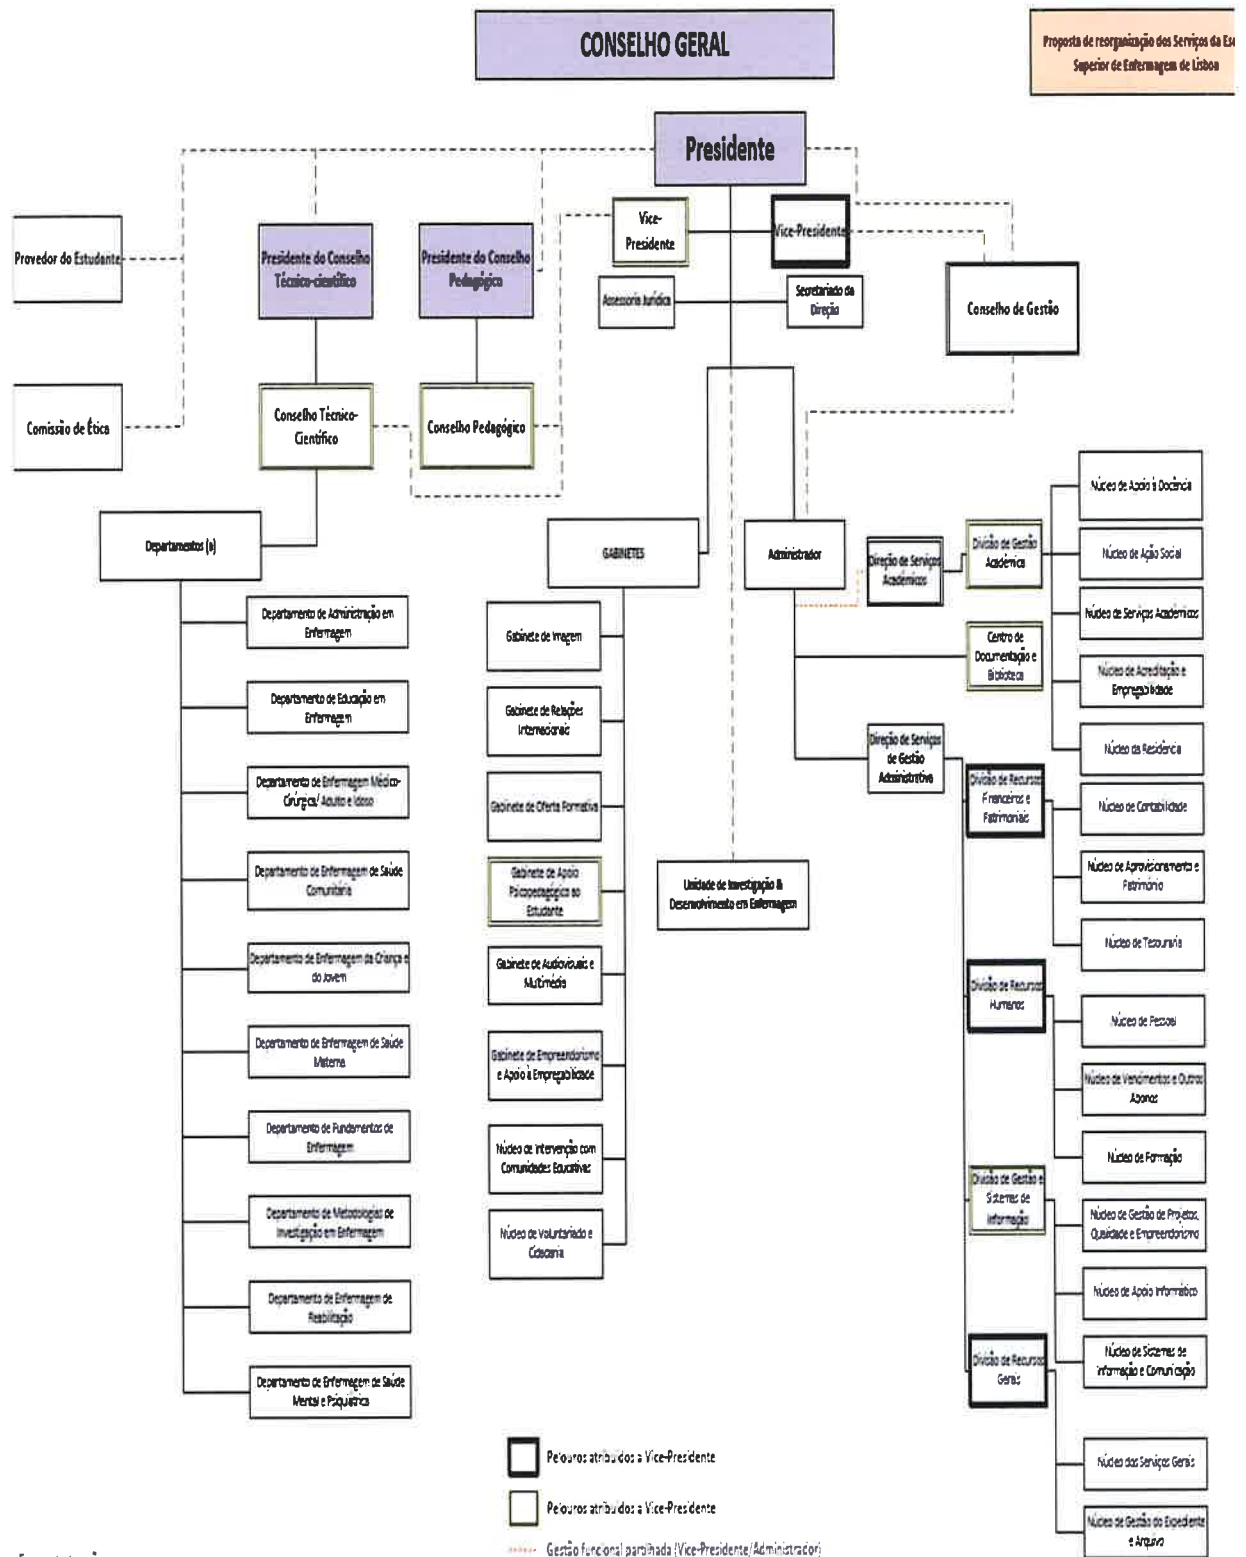 CONSELHO GERAL
Proposta de reorganização dos Serviços da Esc
Superior de Enfermagem de Lisboa
Presidente
Vice-
Presidente
Vice-Presidente
Provedor do Estudante
Presidente do Conselho
Técnico-científico
Presidente do Conselho
Pedagógico
Assessoria Jurídica
Secretariado da
Direção
Conselho de Gestão
Comissão de Ética
Conselho Técnico-
Científico
Conselho Pedagógico
Departamentos (a)
GABINETES
Administrador
Direção de Serviços
Académicos
Divisão de Gestão
Académica
Núcleo de Apoio à Docência
Núcleo de Ação Social
Núcleo de Serviços Académicos
Centro de
Documentação e
Biblioteca
Núcleo de Acreditação e
Empregabilidade
Núcleo da Residência
Departamento de Administração em
Enfermagem
Departamento de Educação em
Enfermagem
Departamento de Enfermagem Médico-
Cirúrgica/ Adulto e Idoso
Departamento de Enfermagem de Saúde
Comunitária
Departamento de Enfermagem da Criança e
do Jovem
Departamento de Enfermagem de Saúde
Materna
Departamento de Fundamentos de
Enfermagem
Departamento de Metodologias de
Investigação em Enfermagem
Departamento de Enfermagem de
Reabilitação
Departamento de Enfermagem de Saúde
Mental e Psiquiátrica
Gabinete de Imagem
Gabinete de Relações
Internacionais
Gabinete de Oferta Formativa
Gabinete de Apoio
Psicopedagógico ao
Estudante
Gabinete de Audiovisuais e
Multimédia
Gabinete de Empreendorismo
e Apoio à Empregabilidade
Núcleo de Intervenção com
Comunidades Educativas
Núcleo de Voluntariado e
Cidadania
Unidade de Investigação &
Desenvolvimento em Enfermagem
Direção de Serviços
de Gestão
Administrativa
Divisão de Recursos
Financeiros e
Patrimoniais
Núcleo de Contabilidade
Núcleo de Aprovisionamento e
Património
Núcleo de Tesouraria
Divisão de Recursos
Humanos
Núcleo de Pessoal
Núcleo de Vencimentos e Outros
Abonos
Núcleo de Formação
Divisão de Gestão e
Sistemas de
Informação
Núcleo de Gestão de Projetos,
Qualidade e Empreendorismo
Núcleo de Apoio Informático
Núcleo de Sistemas de
Informação e Comunicação
Divisão de Recursos
Gerais
Núcleo dos Serviços Gerais
Núcleo de Gestão do Expediente
e Arquivo
Pelouros atribuídos a Vice-Presidente
Pelouros atribuídos a Vice-Presidente
Gestão funcional partilhada (Vice-Presidente/Administrador)